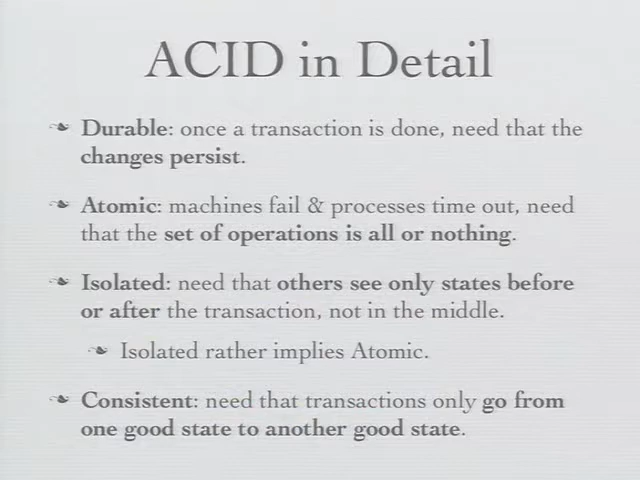 ACID in Detail
Durable: once a transaction is done, need that the
changes persist.
Atomic: machines fail & processes time out, need
that the set of operations is all or nothing.
Isolated: need that others see only states before
or after the transaction, not in the middle.
Isolated rather implies Atomic.
Consistent: need that transactions only go from
one good state to another good state.